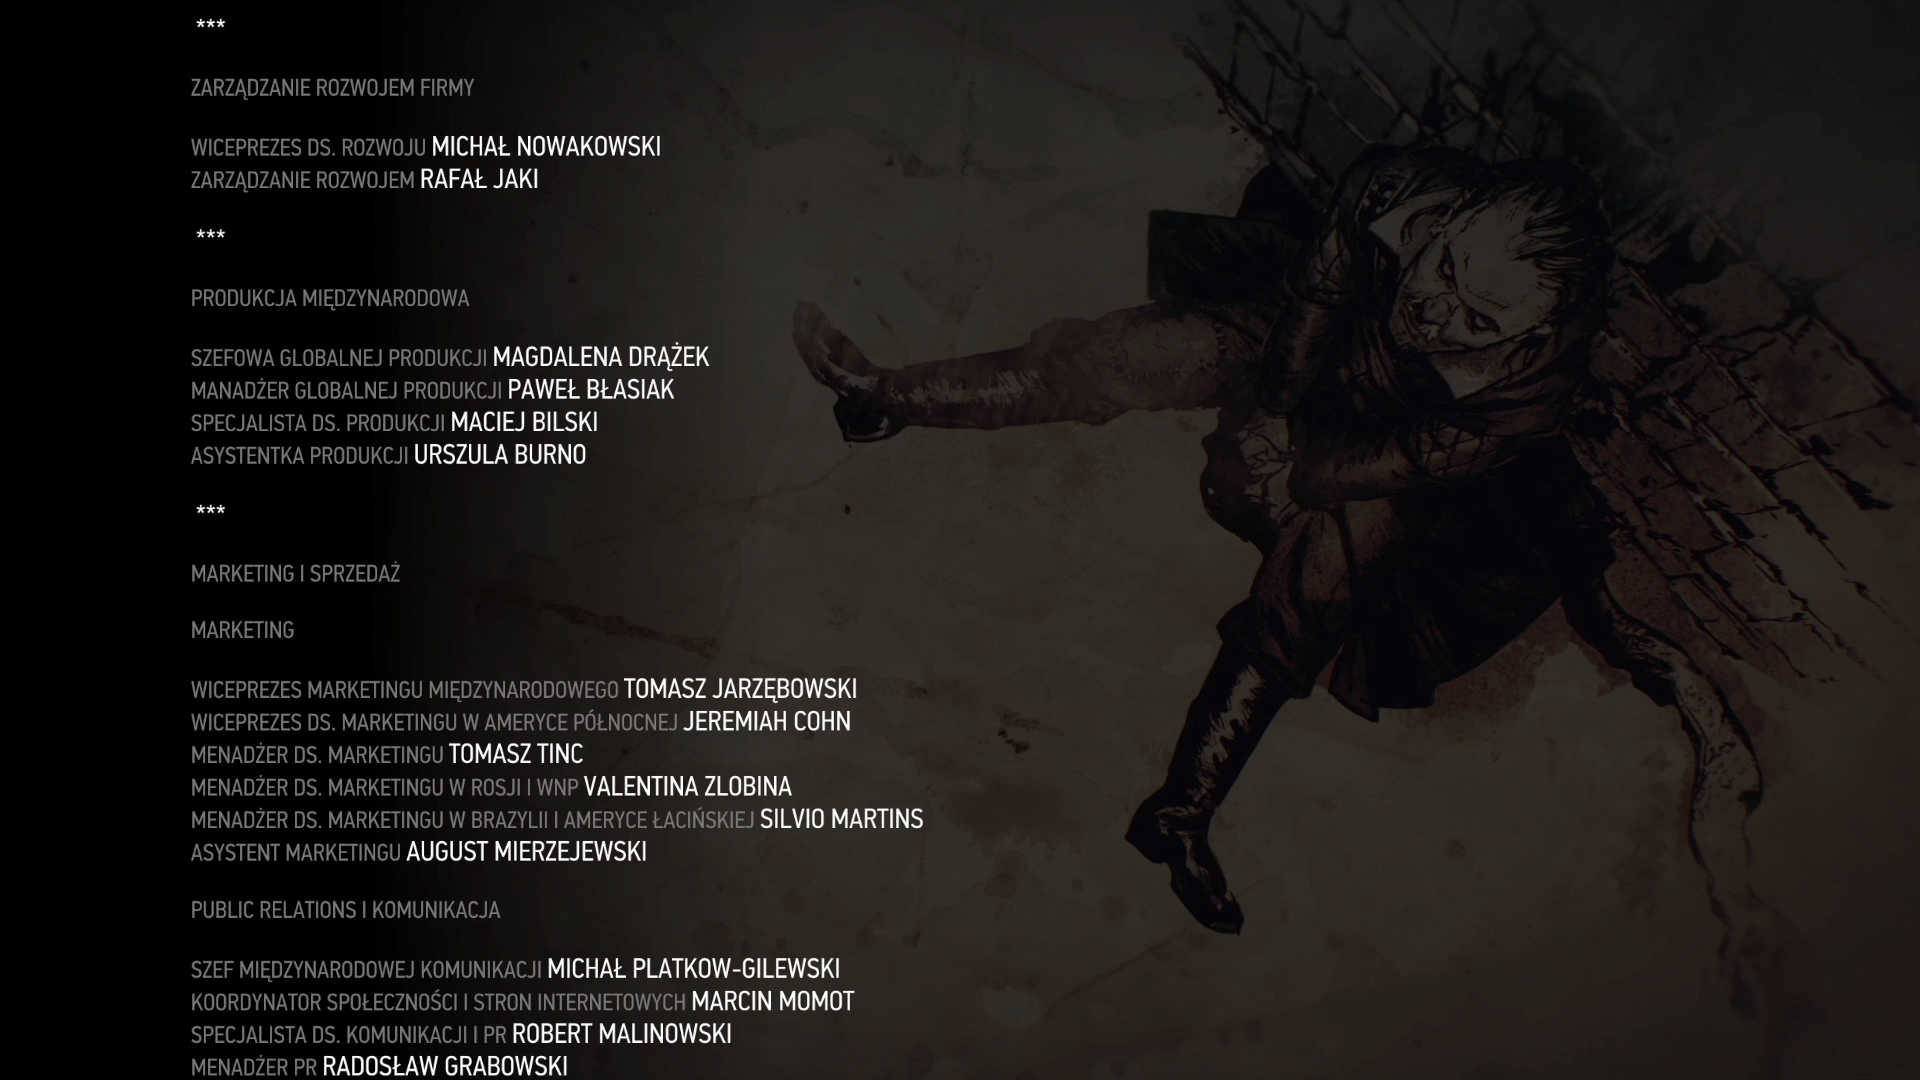 ***
ZARZĄDZANIE ROZWOJEM FIRMY
WICEPREZES DS. ROZWOJU MICHAŁ NOWAKOWSKI
ZARZĄDZANIE ROZWOJEM RAFAŁ JAKI
***
PRODUKCJA MIĘDZYNARODOWA
SZEFOWA GLOBALNEJ PRODUKCJI MAGDALENA DRĄŻEK
MANADŻER GLOBALNEJ PRODUKCJI PAWEŁ BŁASIAK
SPECJALISTA DS. PRODUKCJI MACIEJ BILSKI
ASYSTENTKA PRODUKCJI URSZULA BURNO
***
MARKETING I SPRZEDAŻ
MARKETING
WICEPREZES MARKETINGU MIĘDZYNARODOWEGO TOMASZ JARZĘBOWSKI
WICEPREZES DS. MARKETINGU W AMERYCE PÓŁNOCNEJ JEREMIAH COHN
MENADŻER DS. MARKETINGU TOMASZ TINC
MENADŻER DS. MARKETINGU W ROSJI I WNP VALENTINA ZLOBINA
MENADŻER DS. MARKETINGU W BRAZYLII I AMERYCE ŁACIŃSKIEJ SILVIO MARTINS
ASYSTENT MARKETINGU AUGUST MIERZEJEWSKI
PUBLIC RELATIONS I KOMUNIKACJA
SZEF MIĘDZYNARODOWEJ KOMUNIKACJI MICHAŁ PLATKOW-GILEWSKI
KOORDYNATOR SPOŁECZNOŚCI I STRON INTERNETOWYCH MARCIN MOMOT
SPECJALISTA DS. KOMUNIKACJI I PR ROBERT MALINOWSKI
MENADŻER PR RADOSŁAW GRABOWSKI